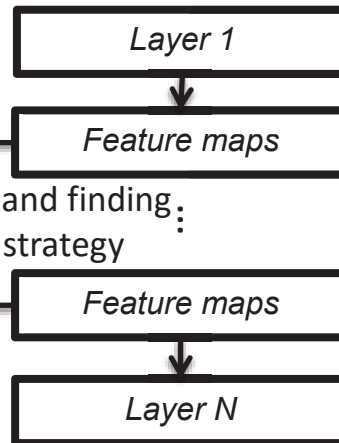 Layer 1
Feature maps
and finding
⋮
strategy
Feature maps
Layer N